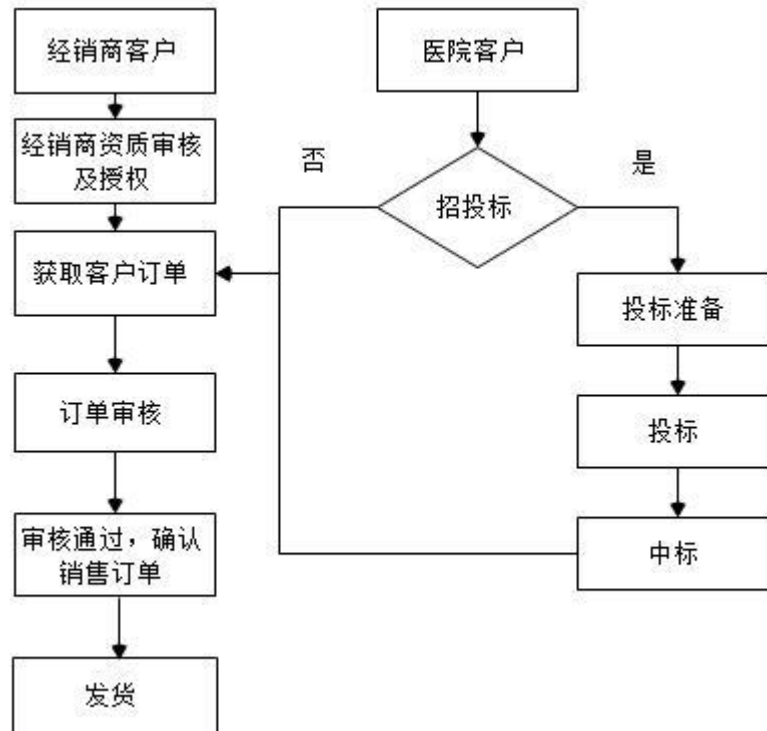 经销商客户
医院客户
经销商资质审核
及授权
否
是
招投标
获取客户订单
投标准备
订单审核
投标
审核通过，确认
销售订单
中标
发货